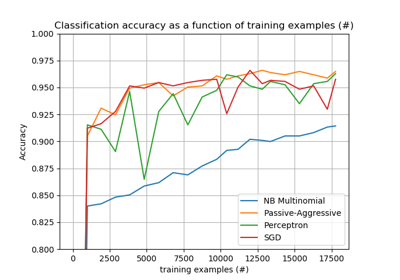 Classification accuracy as a function of training examples (#)
1.000
0.975
0.950
0.925
0.900
0.875
0.850
0.825
0.800
Accuracy
NB Multinomial
Passive-Aggressive
Perceptron
SGD
0 2500 5000 7500 10000 12500 15000 17500
training examples (#)